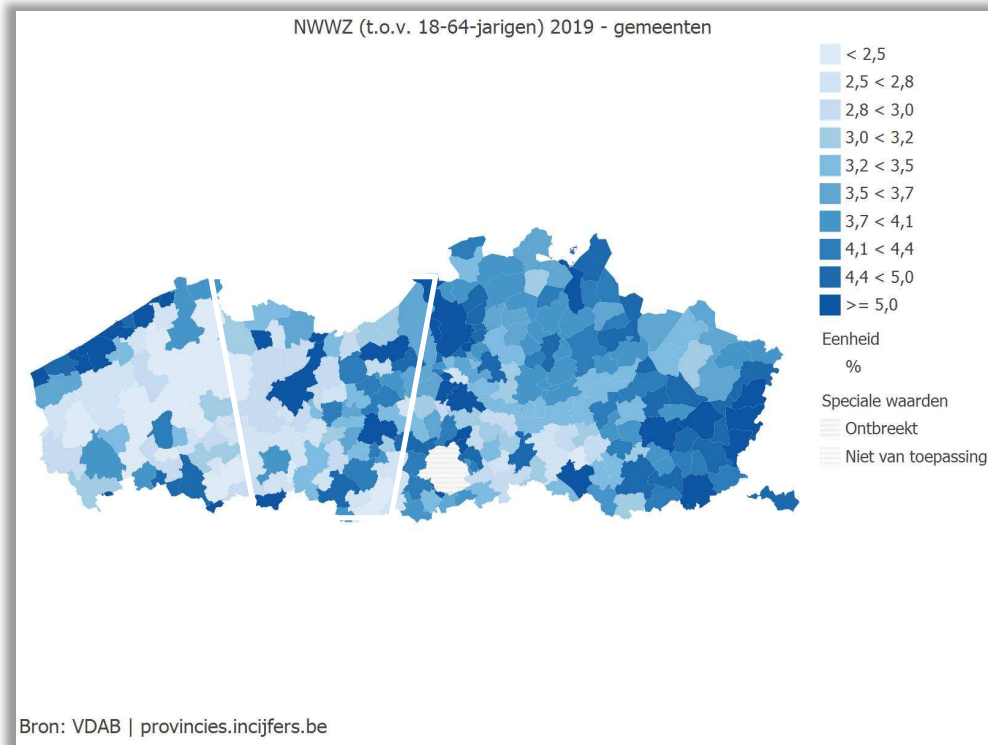 NWWZ (t.o.v. 18-64-jarigen) 2019 - gemeenten
< 2,5
2,5 < 2,8
2,8 < 3,0
3,0 < 3,2
3,2 < 3,5
3,5 < 3,7
3,7 < 4,1
4,1 < 4,4
4,4 < 5,0
>= 5,0
Eenheid
%
Speciale waarden
Ontbreekt
Niet van toepassing
Bron: VDAB | provincies.incijfers.be